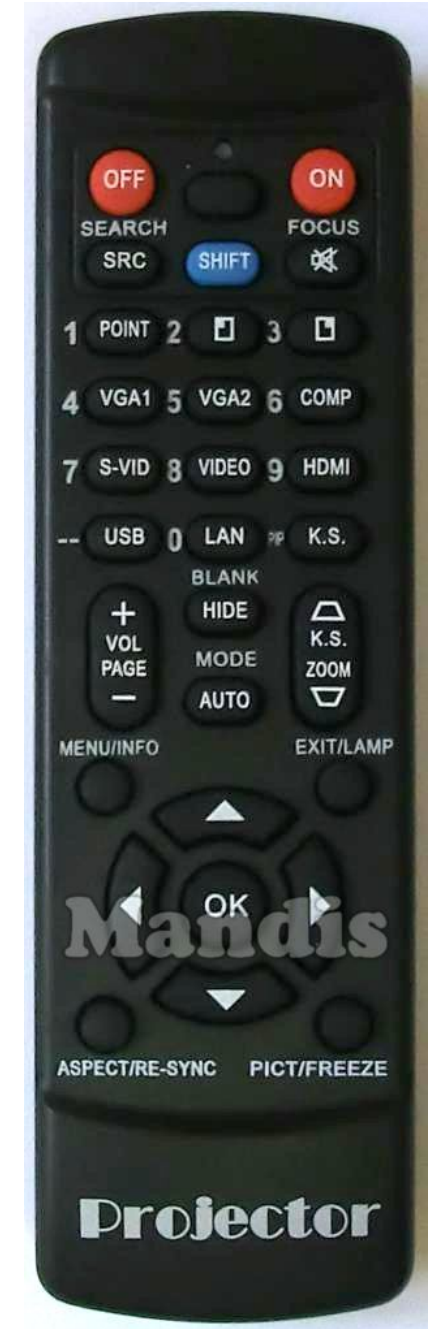 OFF ON
SEARCH FOCUS
SRC SHIFT
1 POINT 2 3
4 VGA1 5 VGA2 6 COMP
7 S-VID 8 VIDEO 9 HDMI
-- USB 0 LAN PIP K.S.
BLANK
+ HIDE
VOL K.S.
PAGE MODE ZOOM
− AUTO
MENU/INFO EXIT/LAMP
OK
Mandis
ASPECT/RE-SYNC PICT/FREEZE
Projector